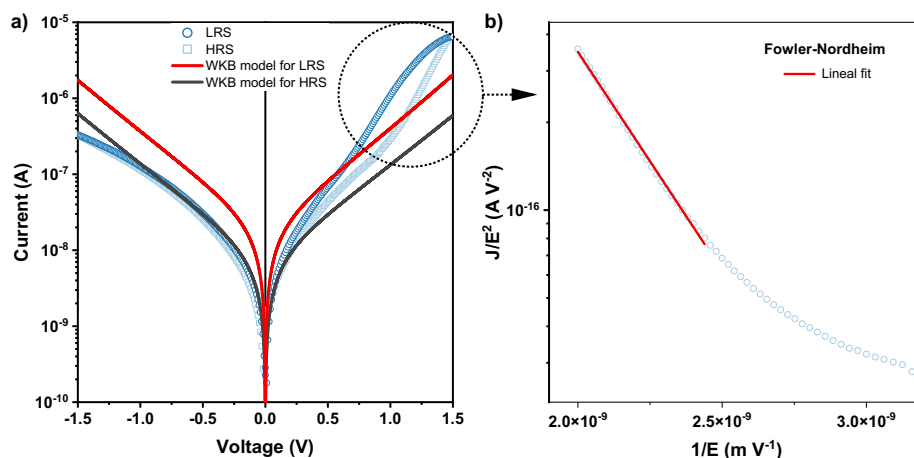 a)
LRS
HRS
WKB model for LRS
WKB model for HRS
10⁻⁵
10⁻⁶
10⁻⁷
10⁻⁸
10⁻⁹
10⁻¹⁰
Current (A)
-1.5
-1.0
-0.5
0.0
0.5
1.0
1.5
Voltage (V)
b)
Fowler-Nordheim
Lineal fit
10⁻¹⁶
J/E² (A V⁻²)
2.0×10⁻⁹
2.5×10⁻⁹
3.0×10⁻⁹
1/E (m V⁻¹)